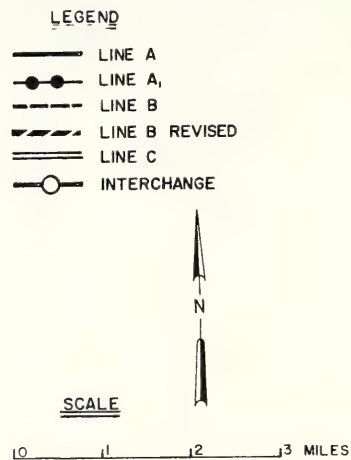 LEGEND
LINE A
LINE A₁
LINE B
LINE B REVISED
LINE C
INTERCHANGE
N
SCALE
0 1 2 3 MILES